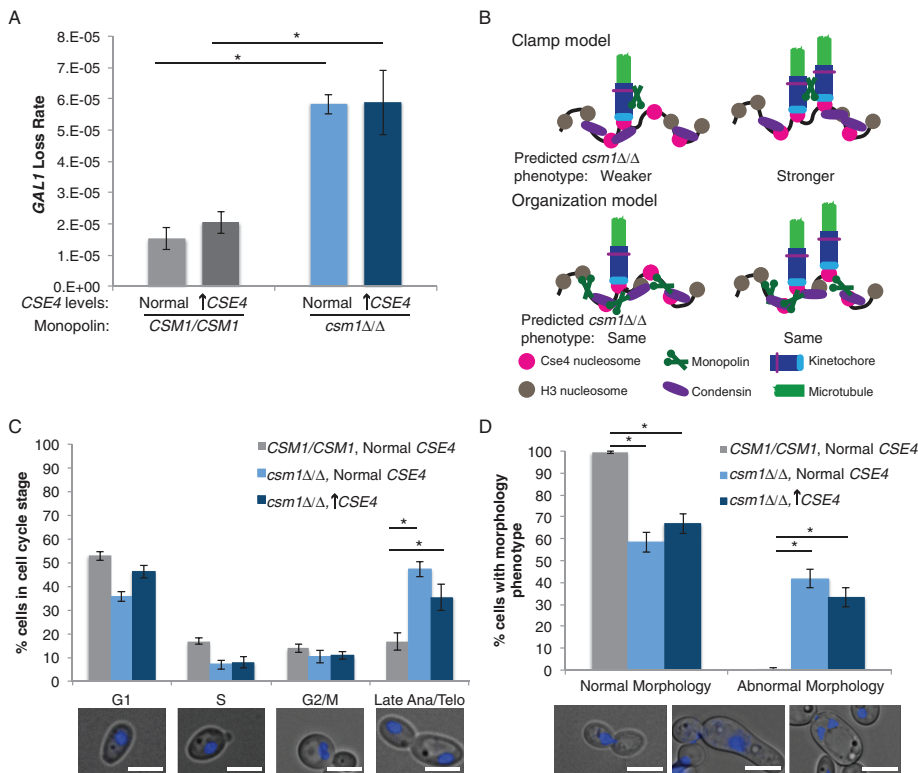 A
8.E-05
7.E-05
6.E-05
5.E-05
4.E-05
3.E-05
2.E-05
1.E-05
0.E+00
GAL1 Loss Rate
*
*
CSE4 levels: Normal ↑CSE4 Normal ↑CSE4
Monopolin: CSM1/CSM1 csm1Δ/Δ
B
Clamp model
Predicted csm1Δ/Δ
phenotype: Weaker Stronger
Organization model
Predicted csm1Δ/Δ
phenotype: Same Same
Cse4 nucleosome Monopolin Kinetochore
H3 nucleosome Condensin Microtubule
C
100
90
80
70
60
50
40
30
20
10
0
% cells in cell cycle stage
CSM1/CSM1, Normal CSE4
csm1Δ/Δ, Normal CSE4
csm1Δ/Δ, ↑CSE4
*
*
G1 S G2/M Late Ana/Telo
D
100
90
80
70
60
50
40
30
20
10
0
% cells with morphology
phenotype
*
*
CSM1/CSM1, Normal CSE4
csm1Δ/Δ, Normal CSE4
csm1Δ/Δ, ↑CSE4
*
*
Normal Morphology Abnormal Morphology